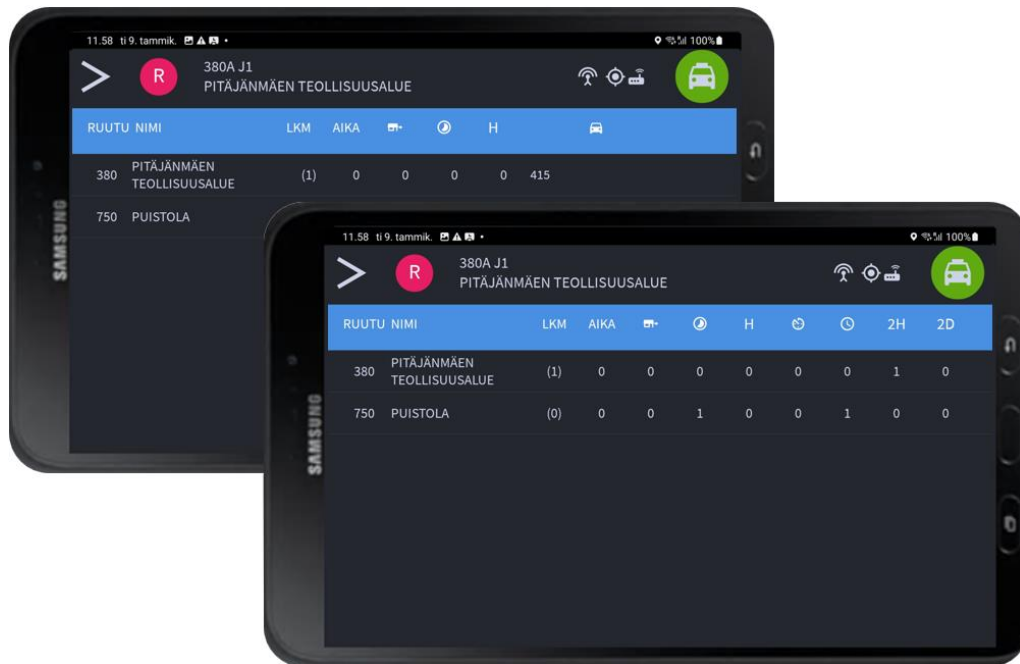 11.58 ti 9. tammik. 100%
R 380A J1
PITÄJÄNMÄEN TEOLLISUUSALUE
RUUTU NIMI LKM AIKA H
380 PITÄJÄNMÄEN TEOLLISUUSALUE (1) 0 0 0 0 415
750 PUISTOLA
SAMSUNG
11.58 ti 9. tammik. 100%
R 380A J1
PITÄJÄNMÄEN TEOLLISUUSALUE
RUUTU NIMI LKM AIKA H 2H 2D
380 PITÄJÄNMÄEN TEOLLISUUSALUE (1) 0 0 0 0 0 0 1 0
750 PUISTOLA (0) 0 0 1 0 0 1 0 0
SAMSUNG